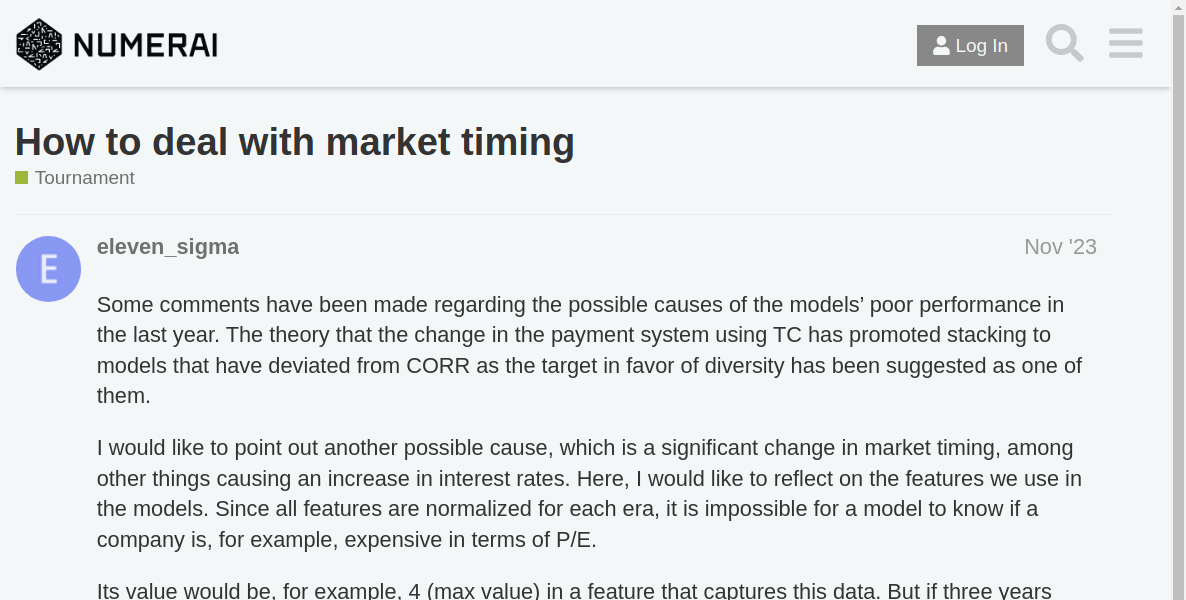 NUMERAI
Log In
How to deal with market timing
Tournament
E
eleven_sigma
Nov '23
Some comments have been made regarding the possible causes of the models’ poor performance in
the last year. The theory that the change in the payment system using TC has promoted stacking to
models that have deviated from CORR as the target in favor of diversity has been suggested as one of
them.
I would like to point out another possible cause, which is a significant change in market timing, among
other things causing an increase in interest rates. Here, I would like to reflect on the features we use in
the models. Since all features are normalized for each era, it is impossible for a model to know if a
company is, for example, expensive in terms of P/E.
Its value would be, for example, 4 (max value) in a feature that captures this data. But if three years